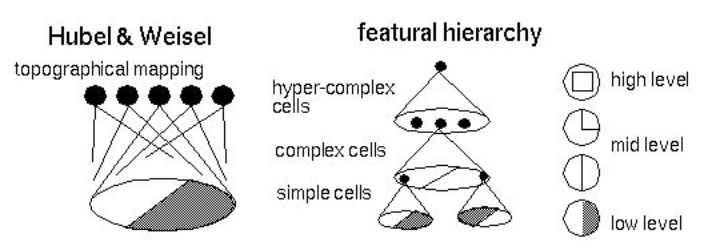 Hubel & Weisel
topographical mapping
featural hierarchy
hyper-complex
cells
complex cells
simple cells
high level
mid level
low level